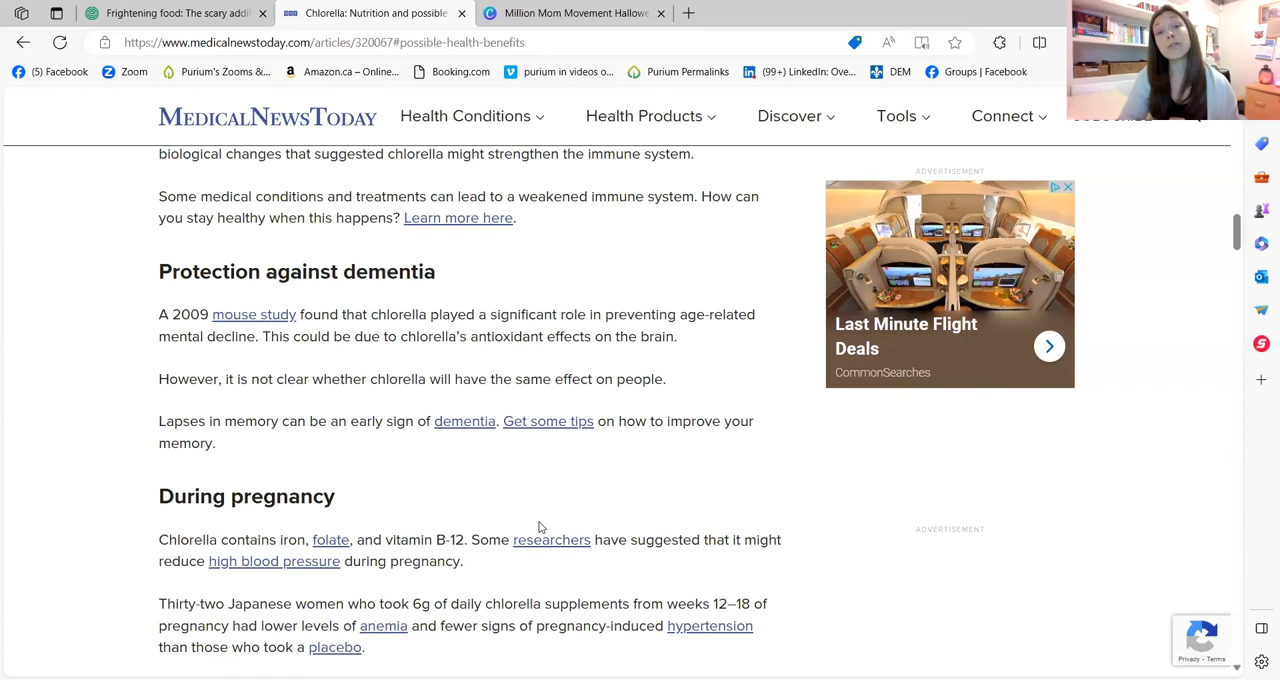 Frightening food: The scary addi
Chlorella: Nutrition and possible
Million Mom Movement Hallowe
https://www.medicalnewstoday.com/articles/320067#possible-health-benefits
(5) Facebook
Zoom
Purium's Zooms &...
Amazon.ca – Online...
Booking.com
purium in videos o...
Purium Permalinks
(99+) LinkedIn: Ove...
DEM
Groups | Facebook
MEDICALNEWSTODAY
Health Conditions
Health Products
Discover
Tools
Connect
SUBSCRIBE
biological changes that suggested chlorella might strengthen the immune system.
Some medical conditions and treatments can lead to a weakened immune system. How can
you stay healthy when this happens? Learn more here.
Protection against dementia
A 2009 mouse study found that chlorella played a significant role in preventing age-related
mental decline. This could be due to chlorella's antioxidant effects on the brain.
However, it is not clear whether chlorella will have the same effect on people.
Lapses in memory can be an early sign of dementia. Get some tips on how to improve your
memory.
During pregnancy
Chlorella contains iron, folate, and vitamin B-12. Some researchers have suggested that it might
reduce high blood pressure during pregnancy.
Thirty-two Japanese women who took 6g of daily chlorella supplements from weeks 12–18 of
pregnancy had lower levels of anemia and fewer signs of pregnancy-induced hypertension
than those who took a placebo.
ADVERTISEMENT
Last Minute Flight
Deals
CommonSearches
ADVERTISEMENT
Privacy - Terms